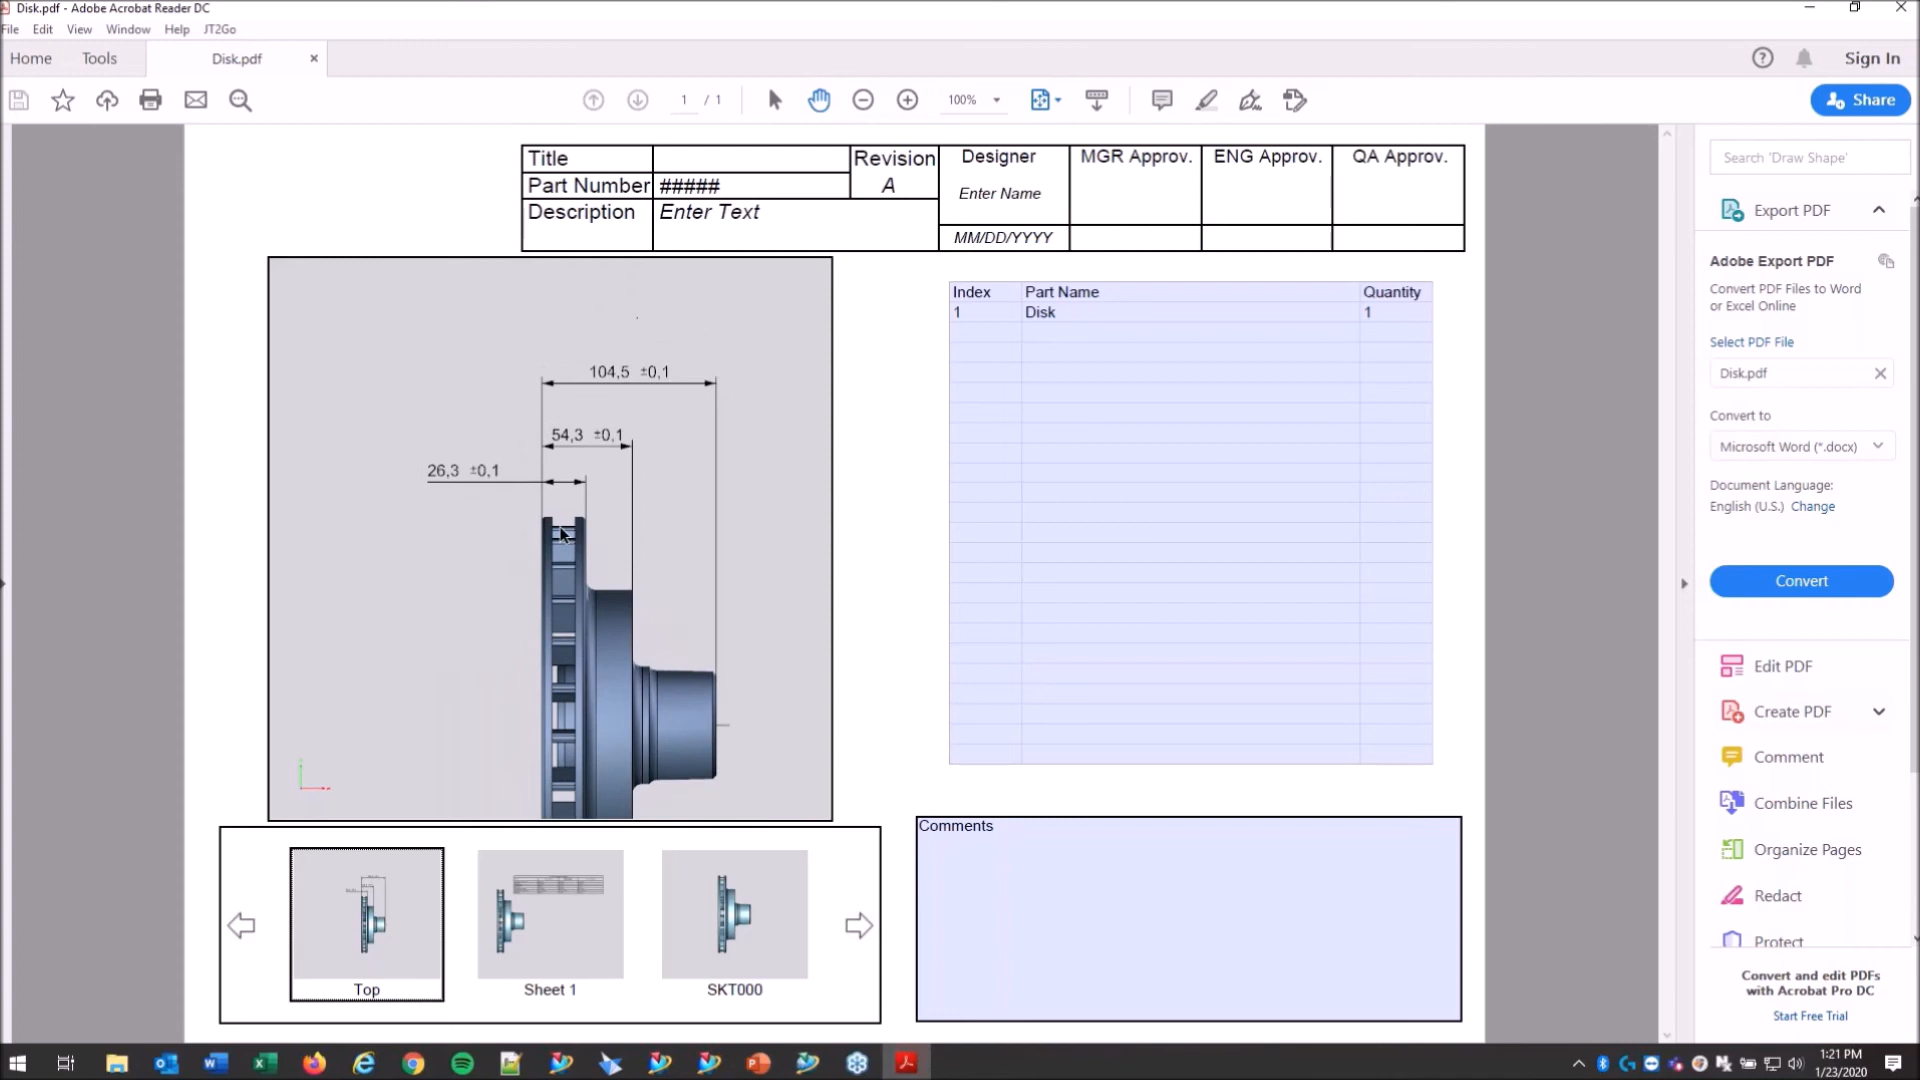 Disk.pdf - Adobe Acrobat Reader DC
File Edit View Window Help JT2Go
Home Tools Disk.pdf Sign In
1 / 1 100% Share
Title Revision Designer MGR Approv. ENG Approv. QA Approv.
Part Number ##### A Enter Name
Description Enter Text
MM/DD/YYYY
Index Part Name Quantity
1 Disk 1
104,5 ±0,1
54,3 ±0,1
26,3 ±0,1
Top Sheet 1 SKT000
Comments
Search 'Draw Shape'
Export PDF
Adobe Export PDF
Convert PDF Files to Word
or Excel Online
Select PDF File
Disk.pdf
Convert to
Microsoft Word (*.docx)
Document Language:
English (U.S.) Change
Convert
Edit PDF
Create PDF
Comment
Combine Files
Organize Pages
Redact
Protect
Convert and edit PDFs
with Acrobat Pro DC
Start Free Trial
1:21 PM
1/23/2020